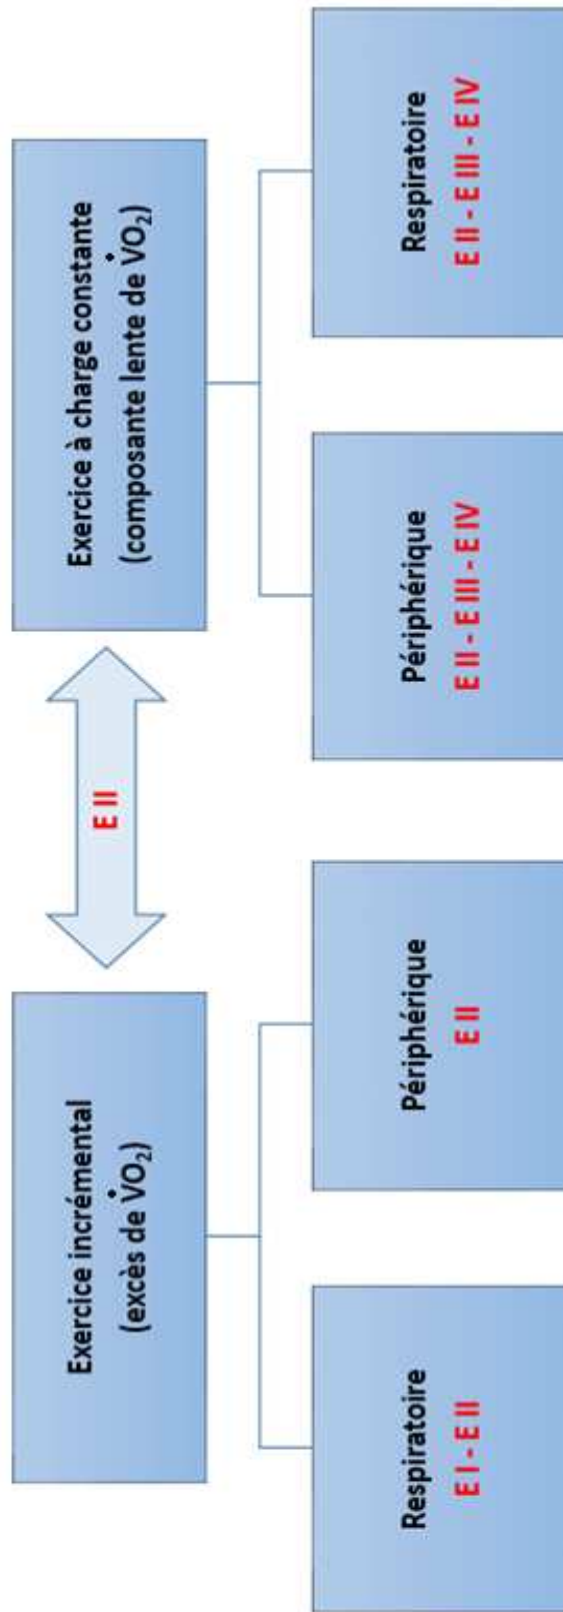 Exercice incrémental
(excès de V̇O₂)
E II
Exercice à charge constante
(composante lente de V̇O₂)
Respiratoire
E I - E II
Périphérique
E II
Périphérique
E II - E III - E IV
Respiratoire
E II - E III - E IV